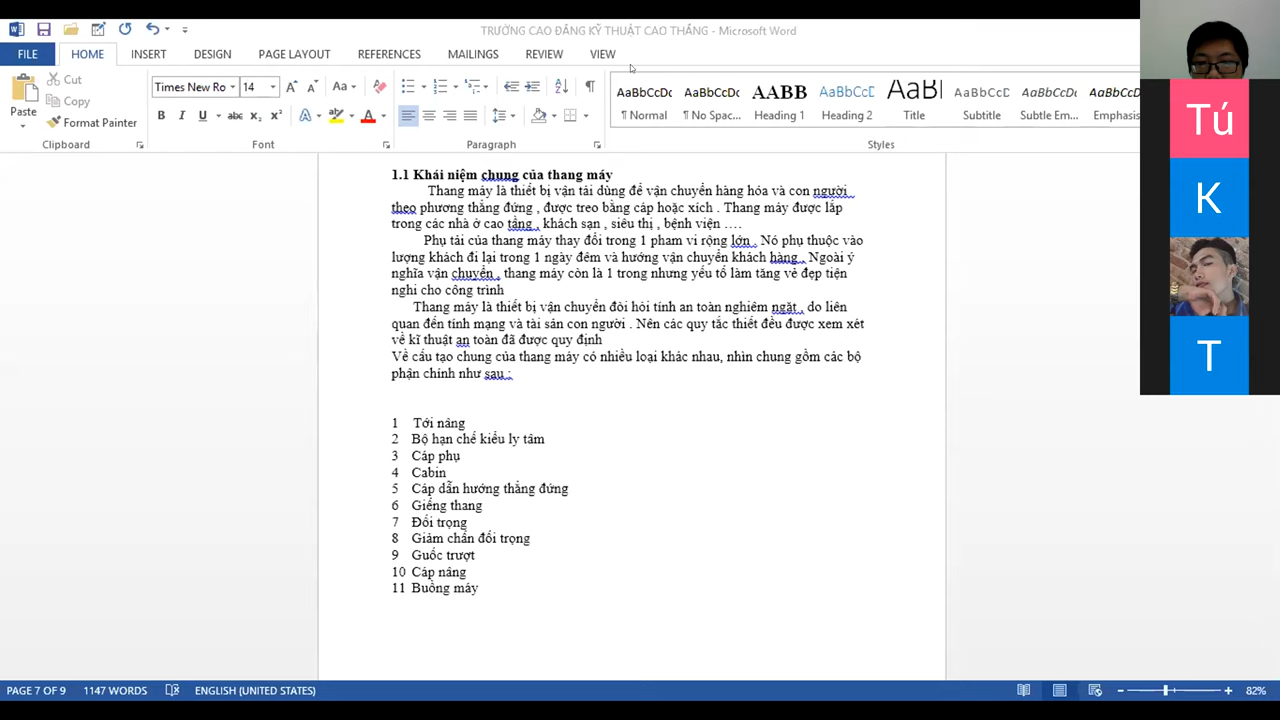 TRƯỜNG CAO ĐẲNG KỸ THUẬT CAO THẮNG - Microsoft Word
FILE HOME INSERT DESIGN PAGE LAYOUT REFERENCES MAILINGS REVIEW VIEW
Paste
Cut
Copy
Format Painter
Clipboard
Times New Ro 14
Font
Paragraph
AaBbCcDc AaBbCcDc AABB AaBbCcD AaBl AaBbCcD AaBbCcDt AaBbCcDt
¶ Normal ¶ No Spac... Heading 1 Heading 2 Title Subtitle Subtle Em... Emphasis
Styles
Tú
K
T
1.1 Khái niệm chung của thang máy
Thang máy là thiết bị vận tải dùng để vận chuyển hàng hóa và con người
theo phương thẳng đứng , được treo bằng cáp hoặc xích . Thang máy được lắp
trong các nhà ở cao tầng , khách sạn , siêu thị , bệnh viện ….
Phụ tải của thang máy thay đổi trong 1 pham vi rộng lớn . Nó phụ thuộc vào
lượng khách đi lại trong 1 ngày đêm và hướng vận chuyển khách hàng . Ngoài ý
nghĩa vận chuyển , thang máy còn là 1 trong nhưng yếu tố làm tăng vẻ đẹp tiện
nghi cho công trình
Thang máy là thiết bị vận chuyển đòi hỏi tính an toàn nghiêm ngặt , do liên
quan đến tính mạng và tài sản con người . Nên các quy tắc thiết đều được xem xét
về kĩ thuật an toàn đã được quy định
Về cấu tạo chung của thang máy có nhiều loại khác nhau, nhìn chung gồm các bộ
phận chính như sau :
1 Tới nâng
2 Bộ hạn chế kiểu ly tâm
3 Cáp phụ
4 Cabin
5 Cáp dẫn hướng thẳng đứng
6 Giếng thang
7 Đối trọng
8 Giảm chấn đối trọng
9 Guốc trượt
10 Cáp nâng
11 Buồng máy
PAGE 7 OF 9 1147 WORDS ENGLISH (UNITED STATES) 82%